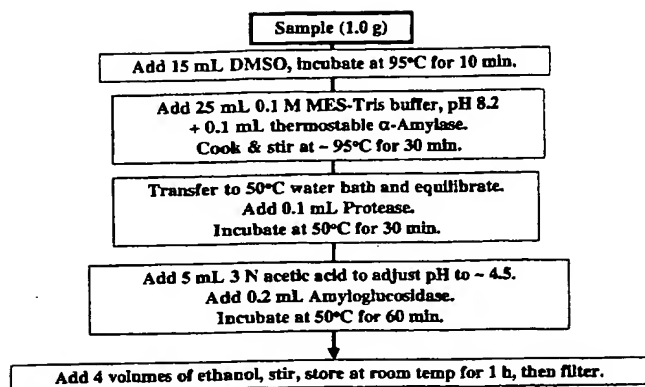 Sample (1.0 g)
Add 15 mL DMSO, incubate at 95°C for 10 min.
Add 25 mL 0.1 M MES-Tris buffer, pH 8.2
+ 0.1 mL thermostable α-Amylase.
Cook & stir at ~ 95°C for 30 min.
Transfer to 50°C water bath and equilibrate.
Add 0.1 mL Protease.
Incubate at 50°C for 30 min.
Add 5 mL 3 N acetic acid to adjust pH to ~ 4.5.
Add 0.2 mL Amyloglucosidase.
Incubate at 50°C for 60 min.
Add 4 volumes of ethanol, stir, store at room temp for 1 h, then filter.